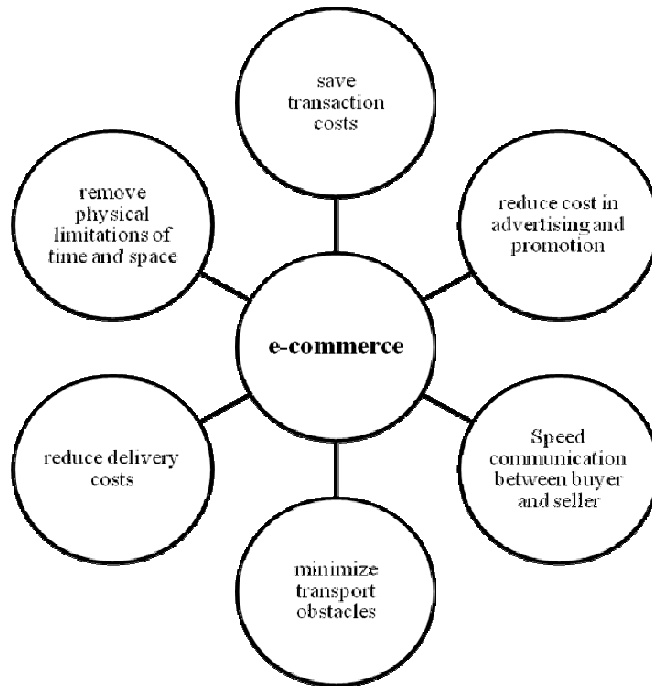 save
transaction
costs
remove
physical
limitations of
time and space
reduce cost in
advertising and
promotion
e-commerce
reduce delivery
costs
Speed
communication
between buyer
and seller
minimize
transport
obstacles